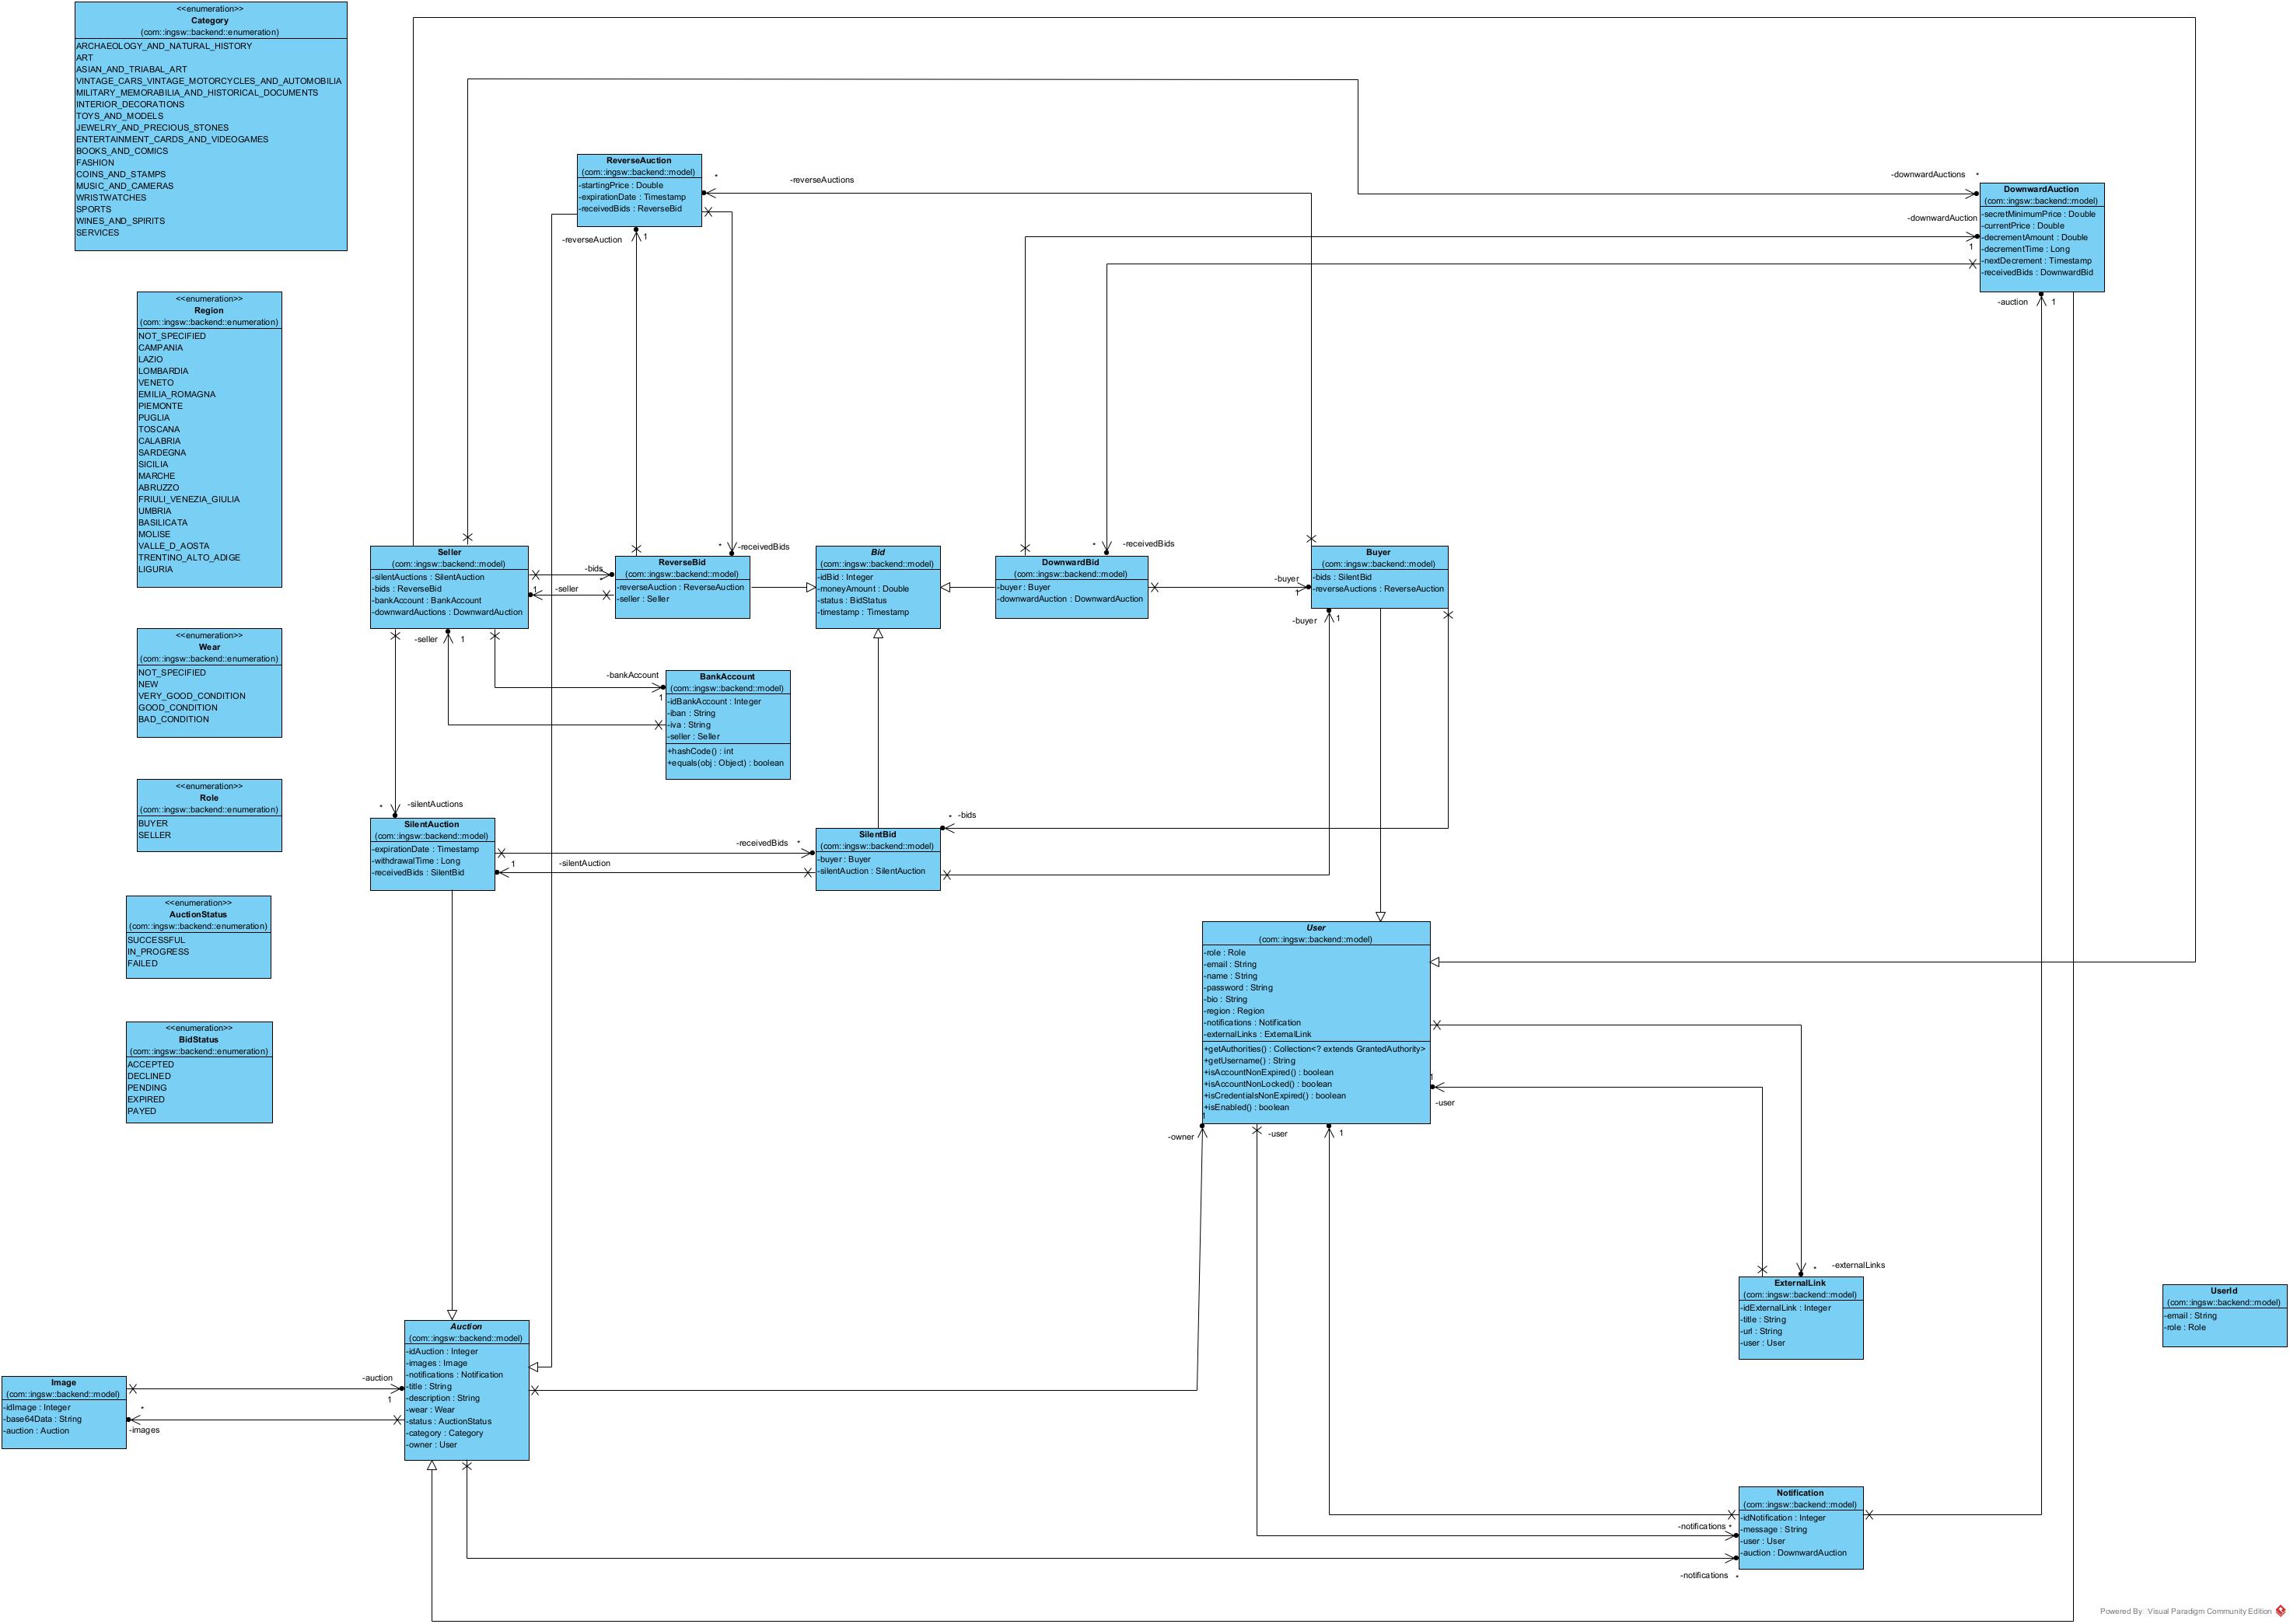 <<enumeration>>
Category
(com::ingsw::backend::enumeration)
ARCHAEOLOGY_AND_NATURAL_HISTORY
ART
ASIAN_AND_TRIABAL_ART
VINTAGE_CARS_VINTAGE_MOTORCYCLES_AND_AUTOMOBILIA
MILITARY_MEMORABILIA_AND_HISTORICAL_DOCUMENTS
INTERIOR_DECORATIONS
TOYS_AND_MODELS
JEWELRY_AND_PRECIOUS_STONES
ENTERTAINMENT_CARDS_AND_VIDEOGAMES
BOOKS_AND_COMICS
FASHION
COINS_AND_STAMPS
MUSIC_AND_CAMERAS
WRISTWATCHES
SPORTS
WINES_AND_SPIRITS
SERVICES
<<enumeration>>
Region
(com::ingsw::backend::enumeration)
NOT_SPECIFIED
CAMPANIA
LAZIO
LOMBARDIA
VENETO
EMILIA_ROMAGNA
PIEMONTE
PUGLIA
TOSCANA
CALABRIA
SARDEGNA
SICILIA
MARCHE
ABRUZZO
FRIULI_VENEZIA_GIULIA
UMBRIA
BASILICATA
MOLISE
VALLE_D_AOSTA
TRENTINO_ALTO_ADIGE
LIGURIA
<<enumeration>>
Wear
(com::ingsw::backend::enumeration)
NOT_SPECIFIED
NEW
VERY_GOOD_CONDITION
GOOD_CONDITION
BAD_CONDITION
<<enumeration>>
Role
(com::ingsw::backend::enumeration)
BUYER
SELLER
<<enumeration>>
AuctionStatus
(com::ingsw::backend::enumeration)
SUCCESSFUL
IN_PROGRESS
FAILED
<<enumeration>>
BidStatus
(com::ingsw::backend::enumeration)
ACCEPTED
DECLINED
PENDING
EXPIRED
PAYED
ReverseAuction
(com::ingsw::backend::model)
-startingPrice : Double
-expirationDate : Timestamp
-receivedBids : ReverseBid
*
-reverseAuctions
-reverseAuction
1
-downwardAuctions
*
-downwardAuction
1
DownwardAuction
(com::ingsw::backend::model)
-secretMinimumPrice : Double
-currentPrice : Double
-decrementAmount : Double
-decrementTime : Long
-nextDecrement : Timestamp
-receivedBids : DownwardBid
-auction
1
Seller
(com::ingsw::backend::model)
-silentAuctions : SilentAuction
-bids : ReverseBid
-bankAccount : BankAccount
-downwardAuctions : DownwardAuction
-bids
*
1
-seller
*
-receivedBids
ReverseBid
(com::ingsw::backend::model)
-reverseAuction : ReverseAuction
-seller : Seller
Bid
(com::ingsw::backend::model)
-idBid : Integer
-moneyAmount : Double
-status : BidStatus
-timestamp : Timestamp
*
-receivedBids
DownwardBid
(com::ingsw::backend::model)
-buyer : Buyer
-downwardAuction : DownwardAuction
-buyer
1
Buyer
(com::ingsw::backend::model)
-bids : SilentBid
-reverseAuctions : ReverseAuction
-buyer
1
-seller
1
-bankAccount
1
BankAccount
(com::ingsw::backend::model)
-idBankAccount : Integer
-iban : String
-iva : String
-seller : Seller
+hashCode() : int
+equals(obj : Object) : boolean
*
-silentAuctions
SilentAuction
(com::ingsw::backend::model)
-expirationDate : Timestamp
-withdrawalTime : Long
-receivedBids : SilentBid
-receivedBids
*
1
-silentAuction
*
-bids
SilentBid
(com::ingsw::backend::model)
-buyer : Buyer
-silentAuction : SilentAuction
User
(com::ingsw::backend::model)
-role : Role
-email : String
-name : String
-password : String
-bio : String
-region : Region
-notifications : Notification
-externalLinks : ExternalLink
+getAuthorities() : Collection<? extends GrantedAuthority>
+getUsername() : String
+isAccountNonExpired() : boolean
+isAccountNonLocked() : boolean
+isCredentialsNonExpired() : boolean
+isEnabled() : boolean
1
-owner
-user
1
1
-user
*
-externalLinks
ExternalLink
(com::ingsw::backend::model)
-idExternalLink : Integer
-title : String
-url : String
-user : User
UserId
(com::ingsw::backend::model)
-email : String
-role : Role
Auction
(com::ingsw::backend::model)
-idAuction : Integer
-images : Image
-notifications : Notification
-title : String
-description : String
-wear : Wear
-status : AuctionStatus
-category : Category
-owner : User
-auction
1
*
-images
Image
(com::ingsw::backend::model)
-idImage : Integer
-base64Data : String
-auction : Auction
Notification
(com::ingsw::backend::model)
-idNotification : Integer
-message : String
-user : User
-auction : DownwardAuction
-notifications *
-notifications *
Powered By Visual Paradigm Community Edition